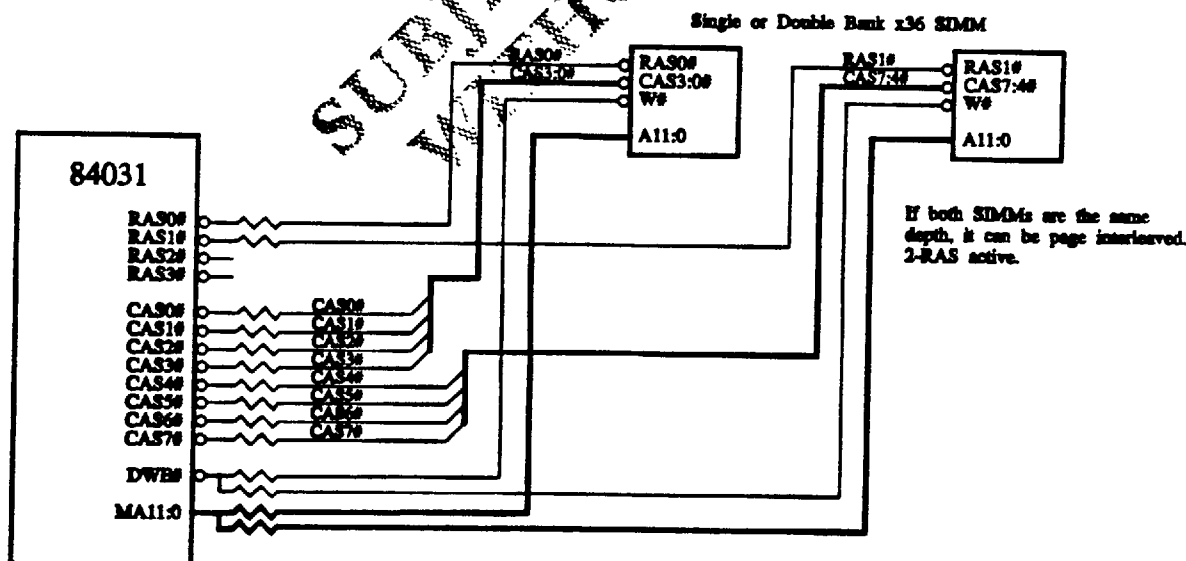 Single or Double Bank x36 SIMM
RAS0#
CAS3:0#
RAS0#
CAS3:0#
W#
A11:0
RAS1#
CAS7:4#
RAS1#
CAS7:4#
W#
A11:0
If both SIMMs are the same
depth, it can be page interleaved.
2-RAS active.
84031
RAS0#
RAS1#
RAS2#
RAS3#
CAS0#
CAS1#
CAS2#
CAS3#
CAS4#
CAS5#
CAS6#
CAS7#
CAS0#
CAS1#
CAS2#
CAS3#
CAS4#
CAS5#
CAS6#
CAS7#
DWB#
MA11:0